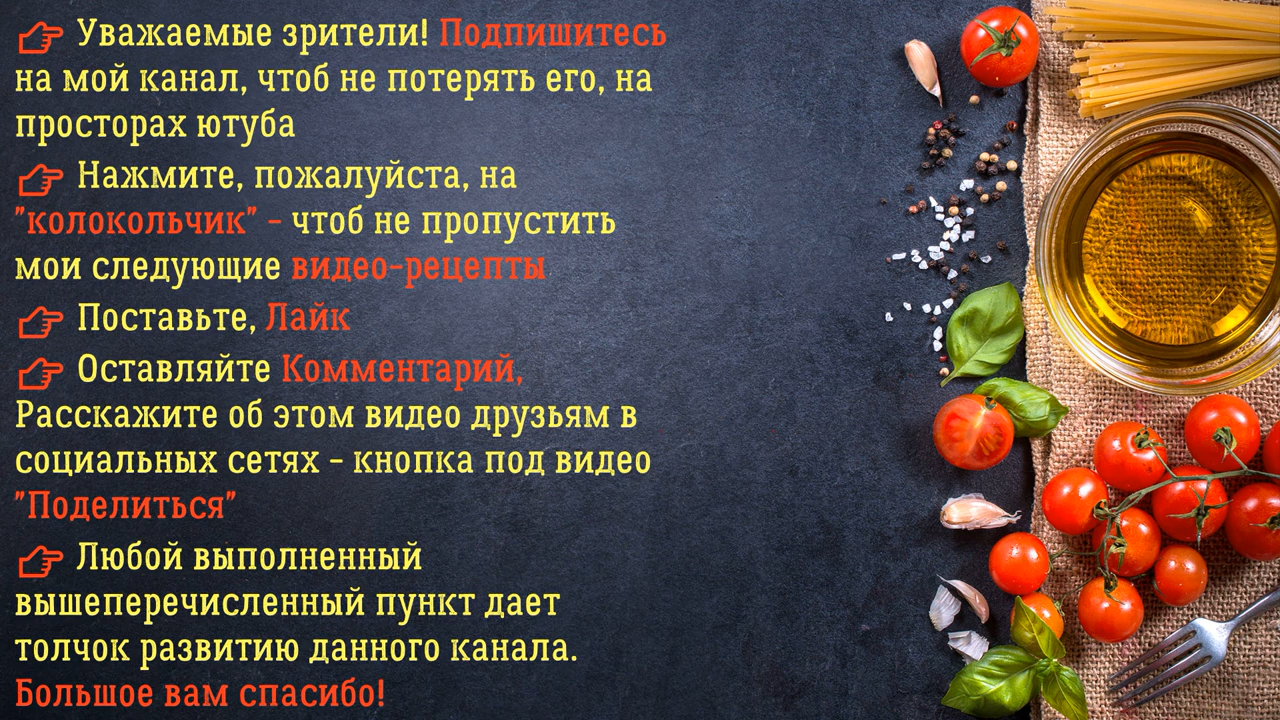 👉 Уважаемые зрители! Подпишитесь
на мой канал, чтоб не потерять его, на
просторах ютуба
👉 Нажмите, пожалуйста, на
"колокольчик" - чтоб не пропустить
мои следующие видео-рецепты
👉 Поставьте, Лайк
👉 Оставляйте Комментарий,
Расскажите об этом видео друзьям в
социальных сетях - кнопка под видео
"Поделиться"
👉 Любой выполненный
вышеперечисленный пункт дает
толчок развитию данного канала.
Большое вам спасибо!